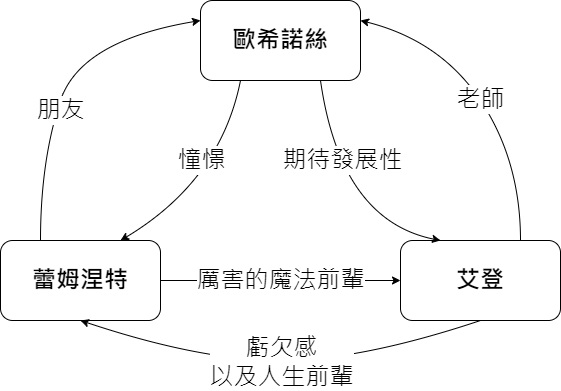 歐希諾絲
朋友
老師
憧憬
期待發展性
蕾姆涅特
厲害的魔法前輩
艾登
虧欠感
以及人生前輩